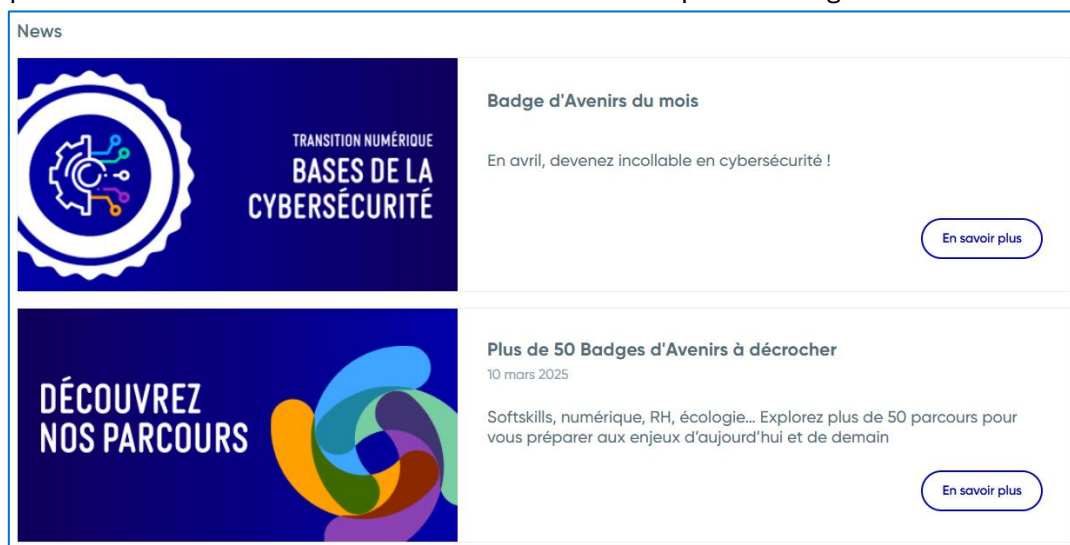 News
TRANSITION NUMÉRIQUE
BASES DE LA
CYBERSÉCURITÉ
Badge d'Avenirs du mois
En avril, devenez incollable en cybersécurité !
En savoir plus
DÉCOUVREZ
NOS PARCOURS
Plus de 50 Badges d'Avenirs à décrocher
10 mars 2025
Softskills, numérique, RH, écologie... Explorez plus de 50 parcours pour
vous préparer aux enjeux d'aujourd'hui et de demain
En savoir plus